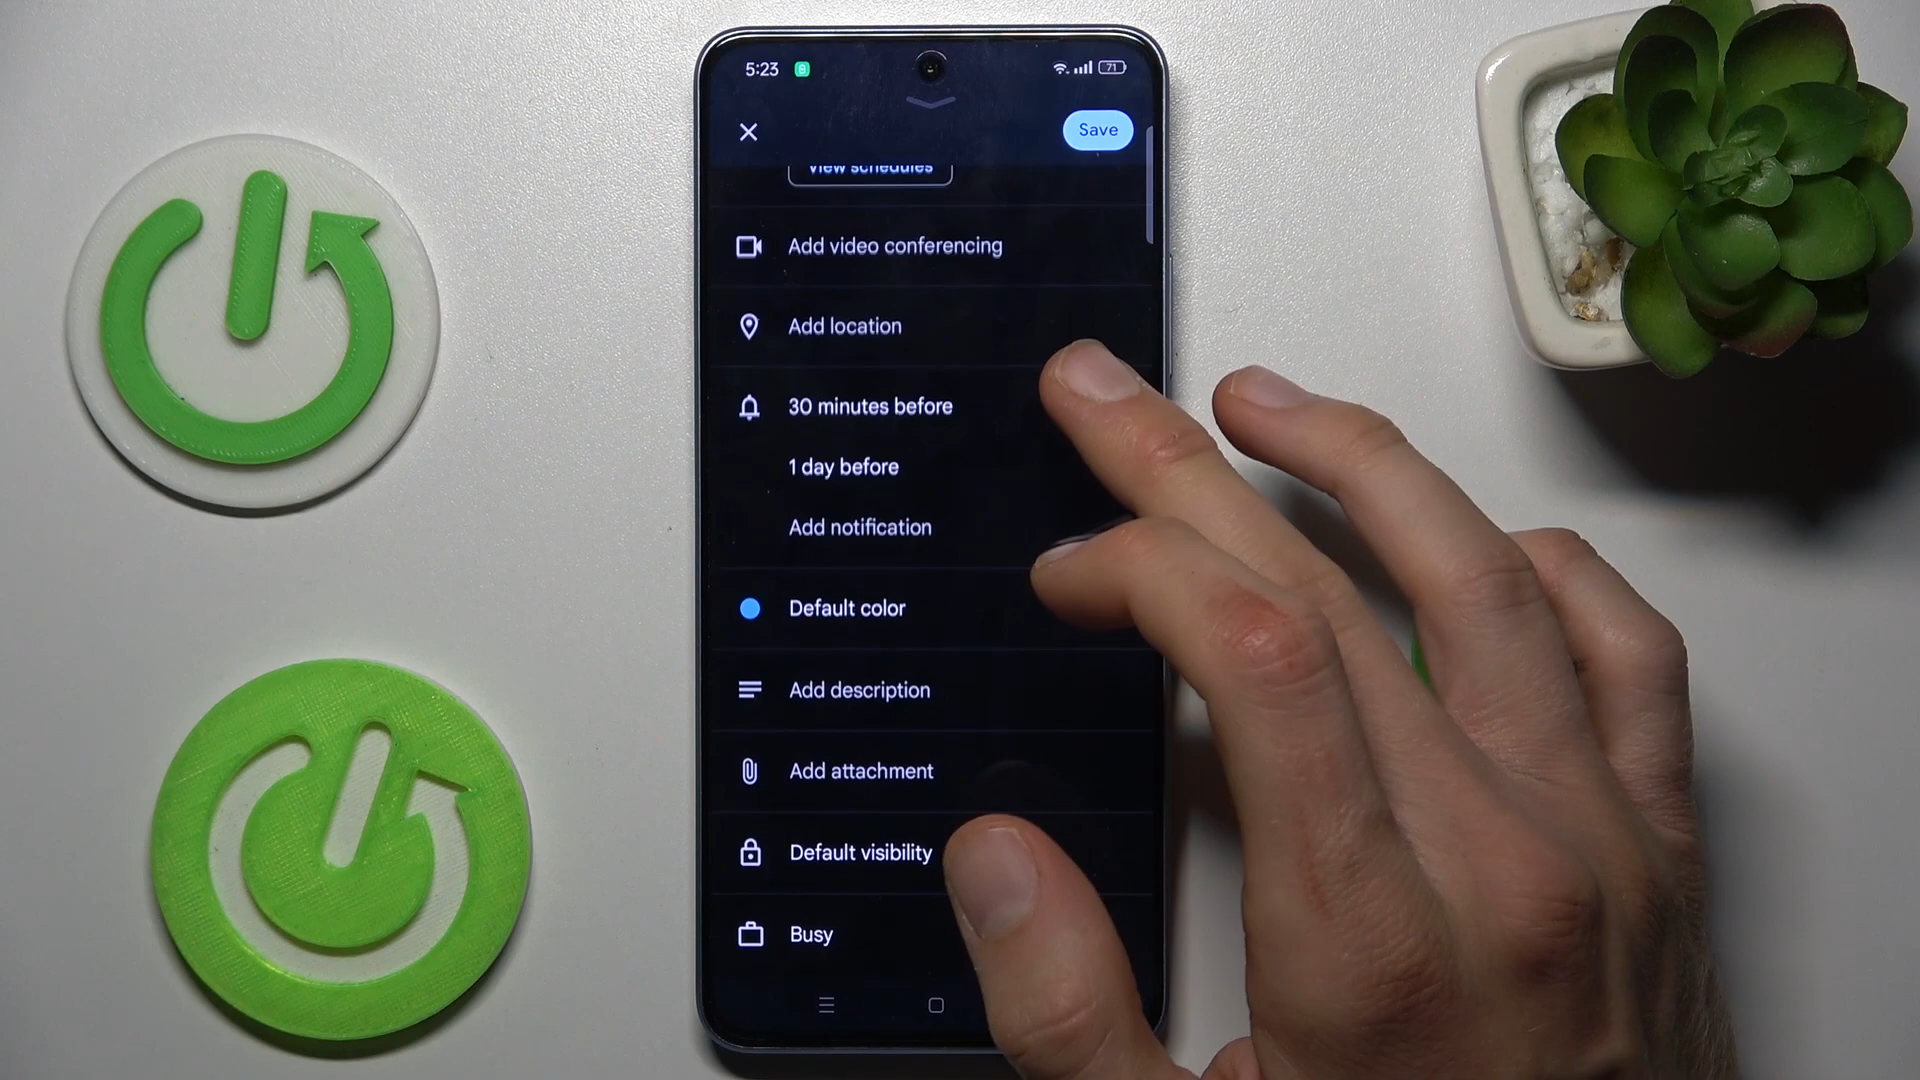 5:23
71
Save
View schedules
Add video conferencing
Add location
30 minutes before
1 day before
Add notification
Default color
Add description
Add attachment
Default visibility
Busy